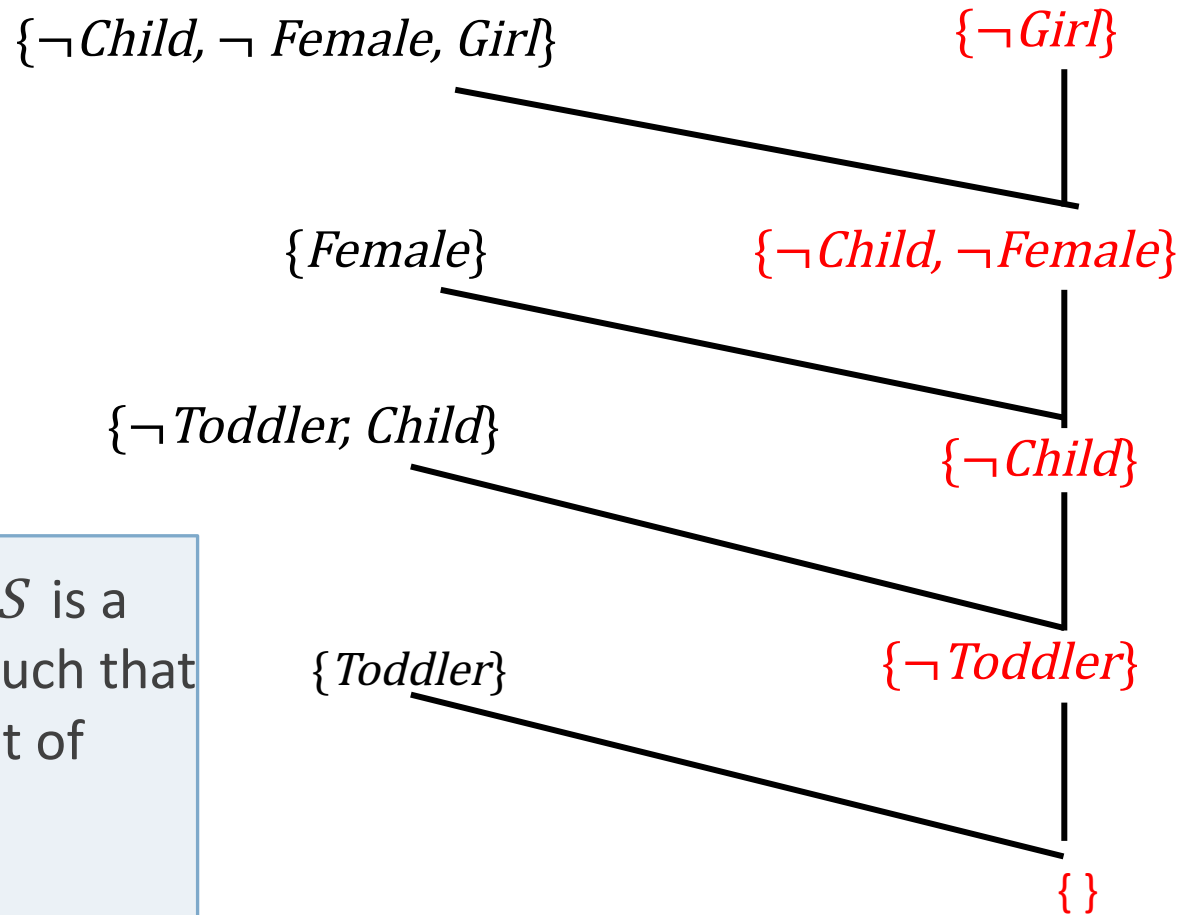 {¬Child, ¬ Female, Girl} {¬Girl}
{Female} {¬Child, ¬Female}
{¬Toddler, Child} {¬Child}
S is a
uch that
t of
{Toddler} {¬Toddler}
{ }